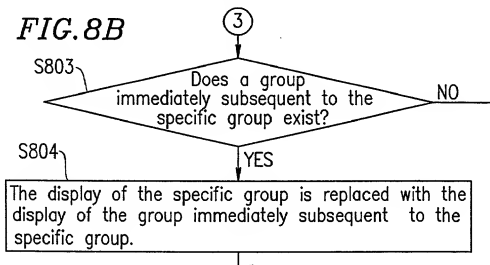 FIG.8B
3
S803
Does a group
immediately subsequent to the
specific group exist?
NO
YES
S804
The display of the specific group is replaced with the
display of the group immediately subsequent to the
specific group.